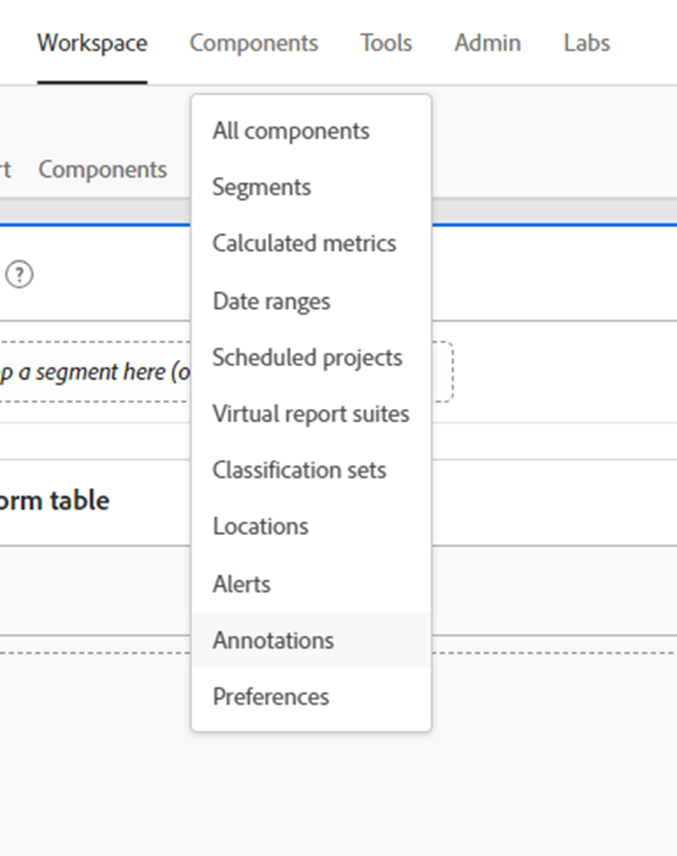 Workspace Components Tools Admin Labs
All components
rt Components
Segments
Calculated metrics
?
Date ranges
Scheduled projects
p a segment here (o
Virtual report suites
Classification sets
orm table
Locations
Alerts
Annotations
Preferences